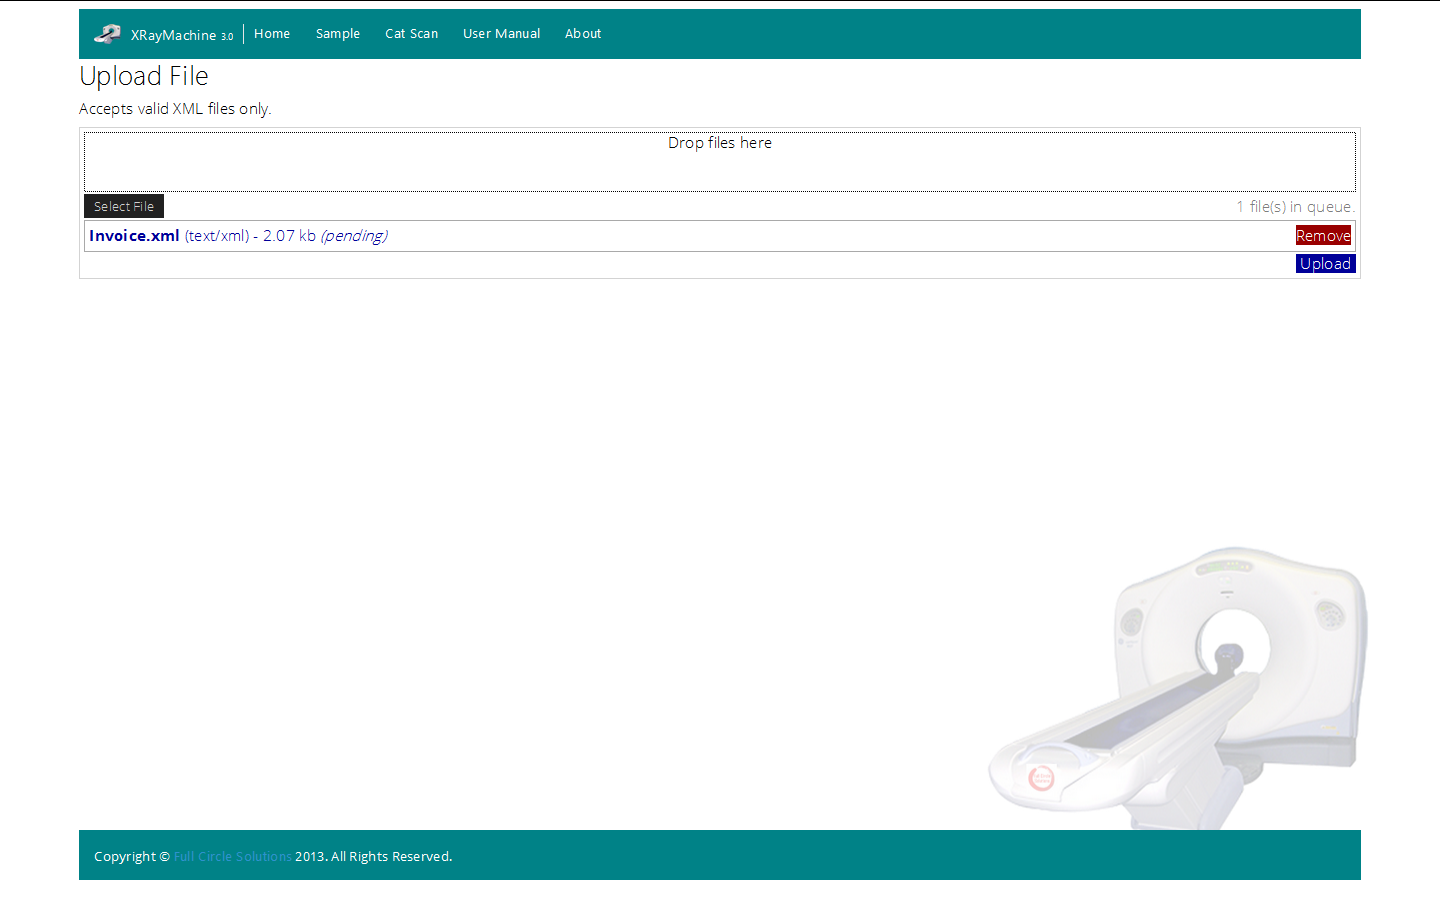 XRayMachine 3.0 Home Sample Cat Scan User Manual About
Upload File
Accepts valid XML files only.
Drop files here
Select File 1 file(s) in queue.
Invoice.xml (text/xml) - 2.07 kb (pending) Remove
Upload
Copyright © Full Circle Solutions 2013. All Rights Reserved.